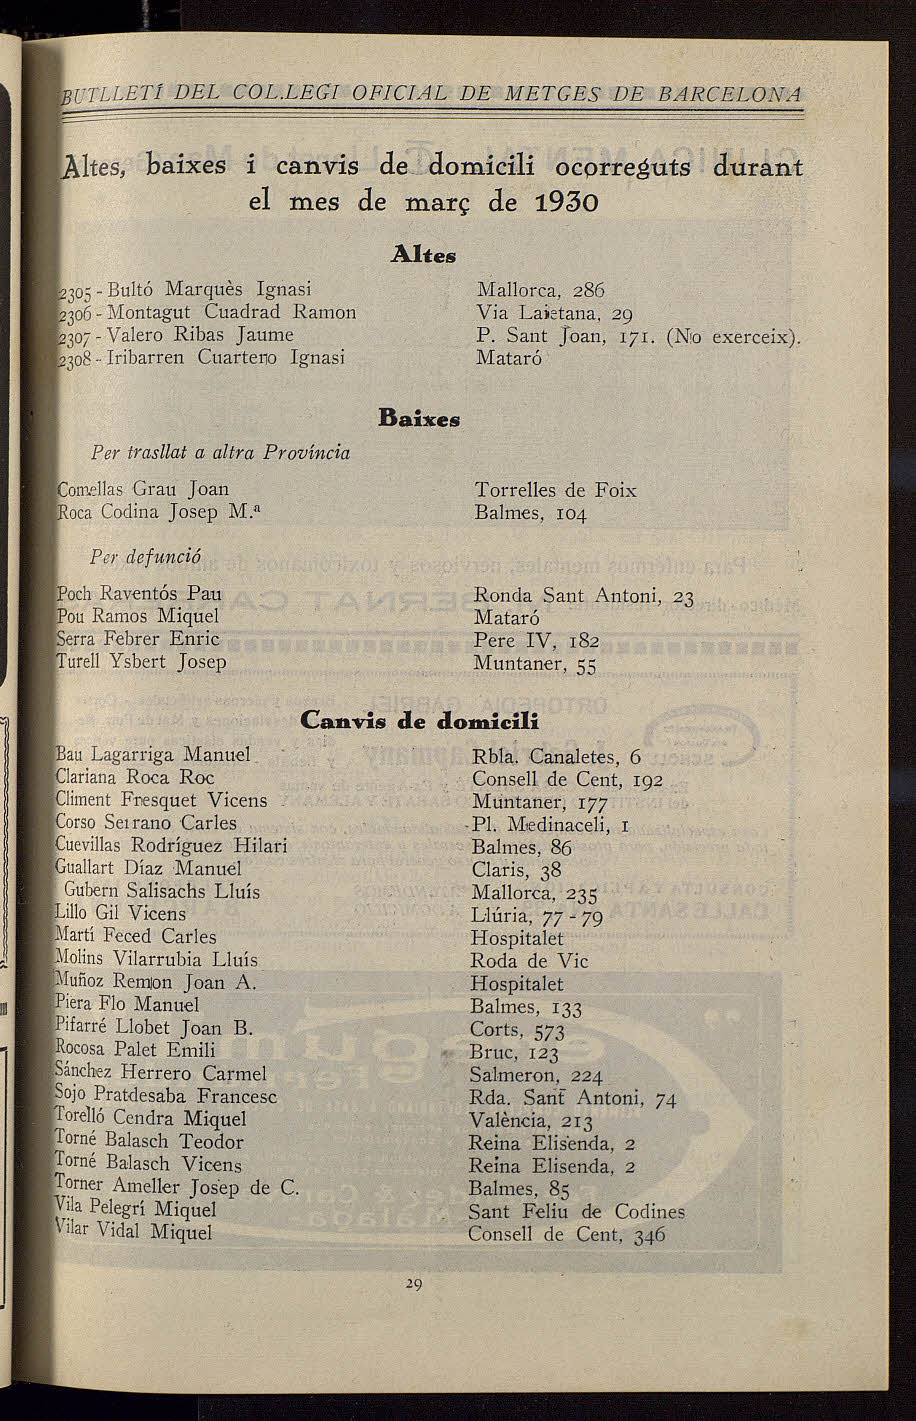 BUTLLETÍ DEL COL.LEGI OFICIAL DE METGES DE BARCELONA
Altes, baixes i canvis de domicili ocorreguts durant
el mes de març de 1930
Altes
2305 - Bultó Marquès Ignasi Mallorca, 286
2306 - Montagut Cuadrad Ramon Via Laietana, 29
2307 - Valero Ribas Jaume P. Sant Joan, 171. (No exerceix).
2308 - Iribarren Cuartero Ignasi Mataró
Baixes
Per trasllat a altra Província
Comellas Grau Joan Torrelles de Foix
Roca Codina Josep M.ª Balmes, 104
Per defunció
Poch Raventós Pau Ronda Sant Antoni, 23
Pou Ramos Miquel Mataró
Serra Febrer Enric Pere IV, 182
Turell Ysbert Josep Muntaner, 55
Canvis de domicili
Bau Lagarriga Manuel Rbla. Canaletes, 6
Clariana Roca Roc Consell de Cent, 192
Climent Fresquet Vicens Muntaner, 177
Corso Serrano Carles Pl. Medinaceli, 1
Cuevillas Rodríguez Hilari Balmes, 86
Guallart Díaz Manuel Claris, 38
Gubern Salisachs Lluís Mallorca, 235
Lillo Gil Vicens Llúria, 77 - 79
Martí Feced Carles Hospitalet
Molins Vilarrubia Lluís Roda de Vic
Muñoz Remon Joan A. Hospitalet
Piera Flo Manuel Balmes, 133
Pifarré Llobet Joan B. Corts, 573
Rocosa Palet Emili Bruc, 123
Sánchez Herrero Carmel Salmeron, 224
Sojo Pratdesaba Francesc Rda. Sant Antoni, 74
Torelló Cendra Miquel València, 213
Torné Balasch Teodor Reina Elisenda, 2
Torné Balasch Vicens Reina Elisenda, 2
Torner Ameller Josep de C. Balmes, 85
Vila Pelegrí Miquel Sant Feliu de Codines
Vilar Vidal Miquel Consell de Cent, 346
29